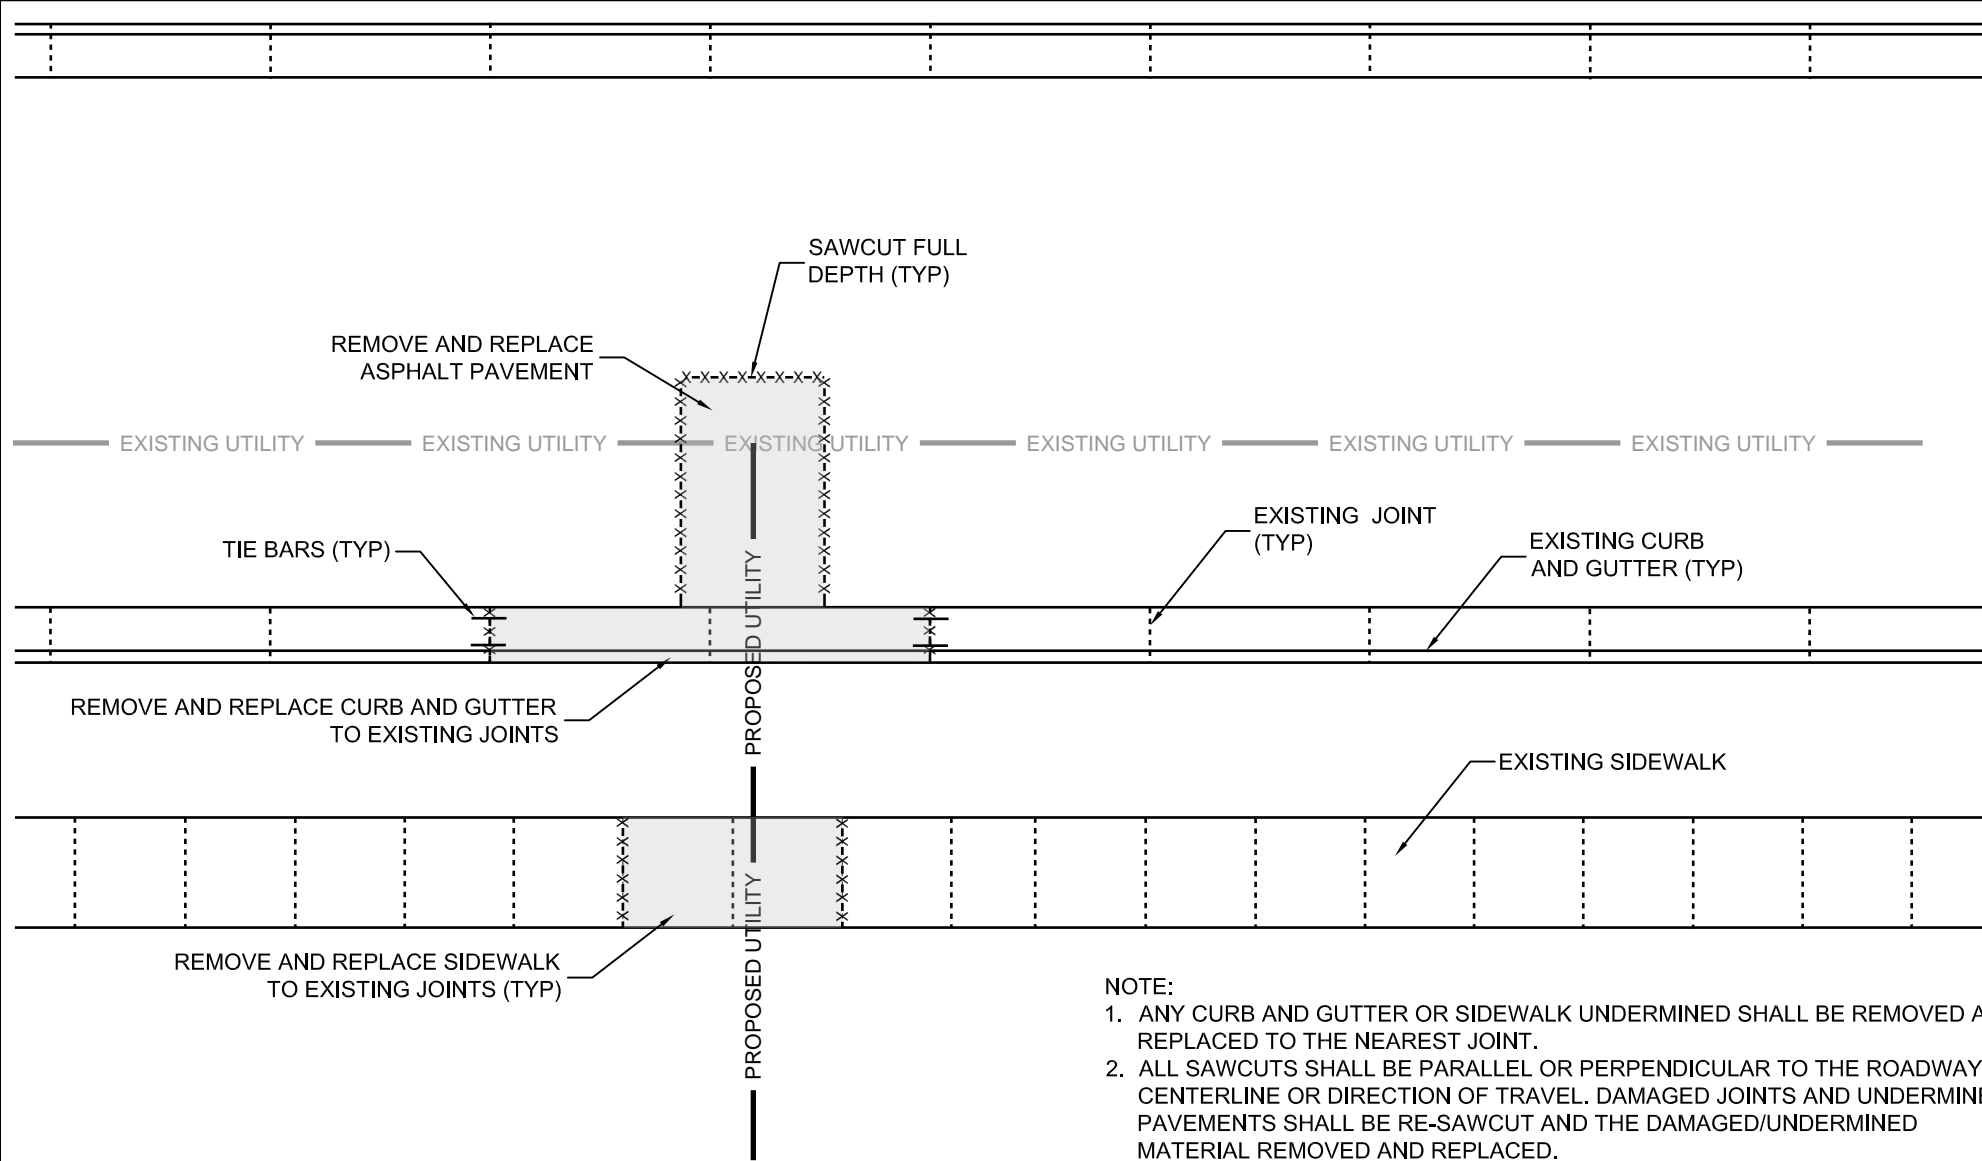 SAWCUT FULL
DEPTH (TYP)
REMOVE AND REPLACE
ASPHALT PAVEMENT
EXISTING UTILITY EXISTING UTILITY EXISTING UTILITY EXISTING UTILITY EXISTING UTILITY EXISTING UTILITY
EXISTING JOINT
(TYP)
EXISTING CURB
AND GUTTER (TYP)
TIE BARS (TYP)
PROPOSED UTILITY
REMOVE AND REPLACE CURB AND GUTTER
TO EXISTING JOINTS
EXISTING SIDEWALK
PROPOSED UTILITY
REMOVE AND REPLACE SIDEWALK
TO EXISTING JOINTS (TYP)
NOTE:
1. ANY CURB AND GUTTER OR SIDEWALK UNDERMINED SHALL BE REMOVED
REPLACED TO THE NEAREST JOINT.
2. ALL SAWCUTS SHALL BE PARALLEL OR PERPENDICULAR TO THE ROADWAY
CENTERLINE OR DIRECTION OF TRAVEL. DAMAGED JOINTS AND
PAVEMENTS SHALL BE RE-SAWCUT AND THE DAMAGED/UNDERMINED
MATERIAL REMOVED AND REPLACED.